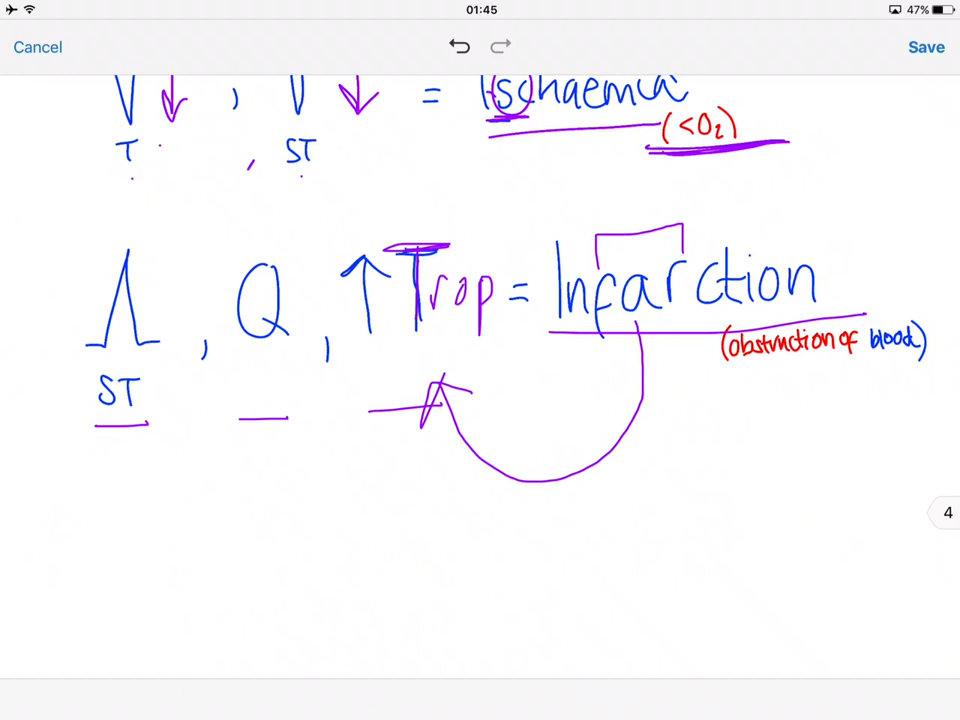 01:45
47%
Cancel
Save
↓ , ↓ = Ischaemia
(<O₂)
T , ST
, Q , ↑ Trop = Infarction
(obstruction of blood)
ST
4